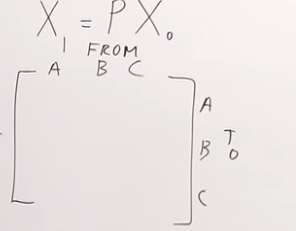 X₁ = P X₀
FROM
A B C
A
B TO
C